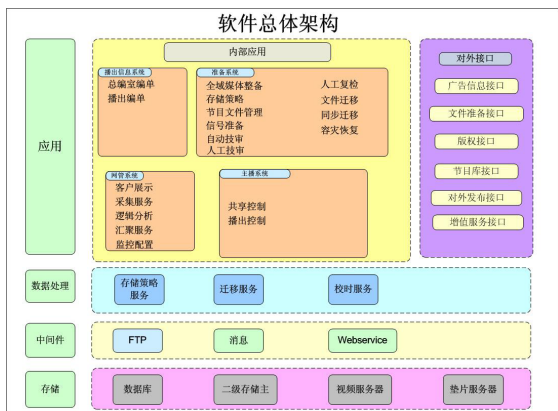 软件总体架构
应用
内部应用
播出信息系统
总编室编单
播出编单
准备系统
全域媒体整备
存储策略
节目文件管理
信号准备
自动技审
人工技审
人工复检
文件迁移
同步迁移
容灾恢复
网管系统
客户展示
采集服务
逻辑分析
汇聚服务
监控配置
主播系统
共享控制
播出控制
对外接口
广告信息接口
文件准备接口
版权接口
节目库接口
对外发布接口
增值服务接口
数据处理
存储策略
服务
迁移服务
校时服务
中间件
FTP
消息
Webservice
存储
数据库
二级存储主
视频服务器
垫片服务器